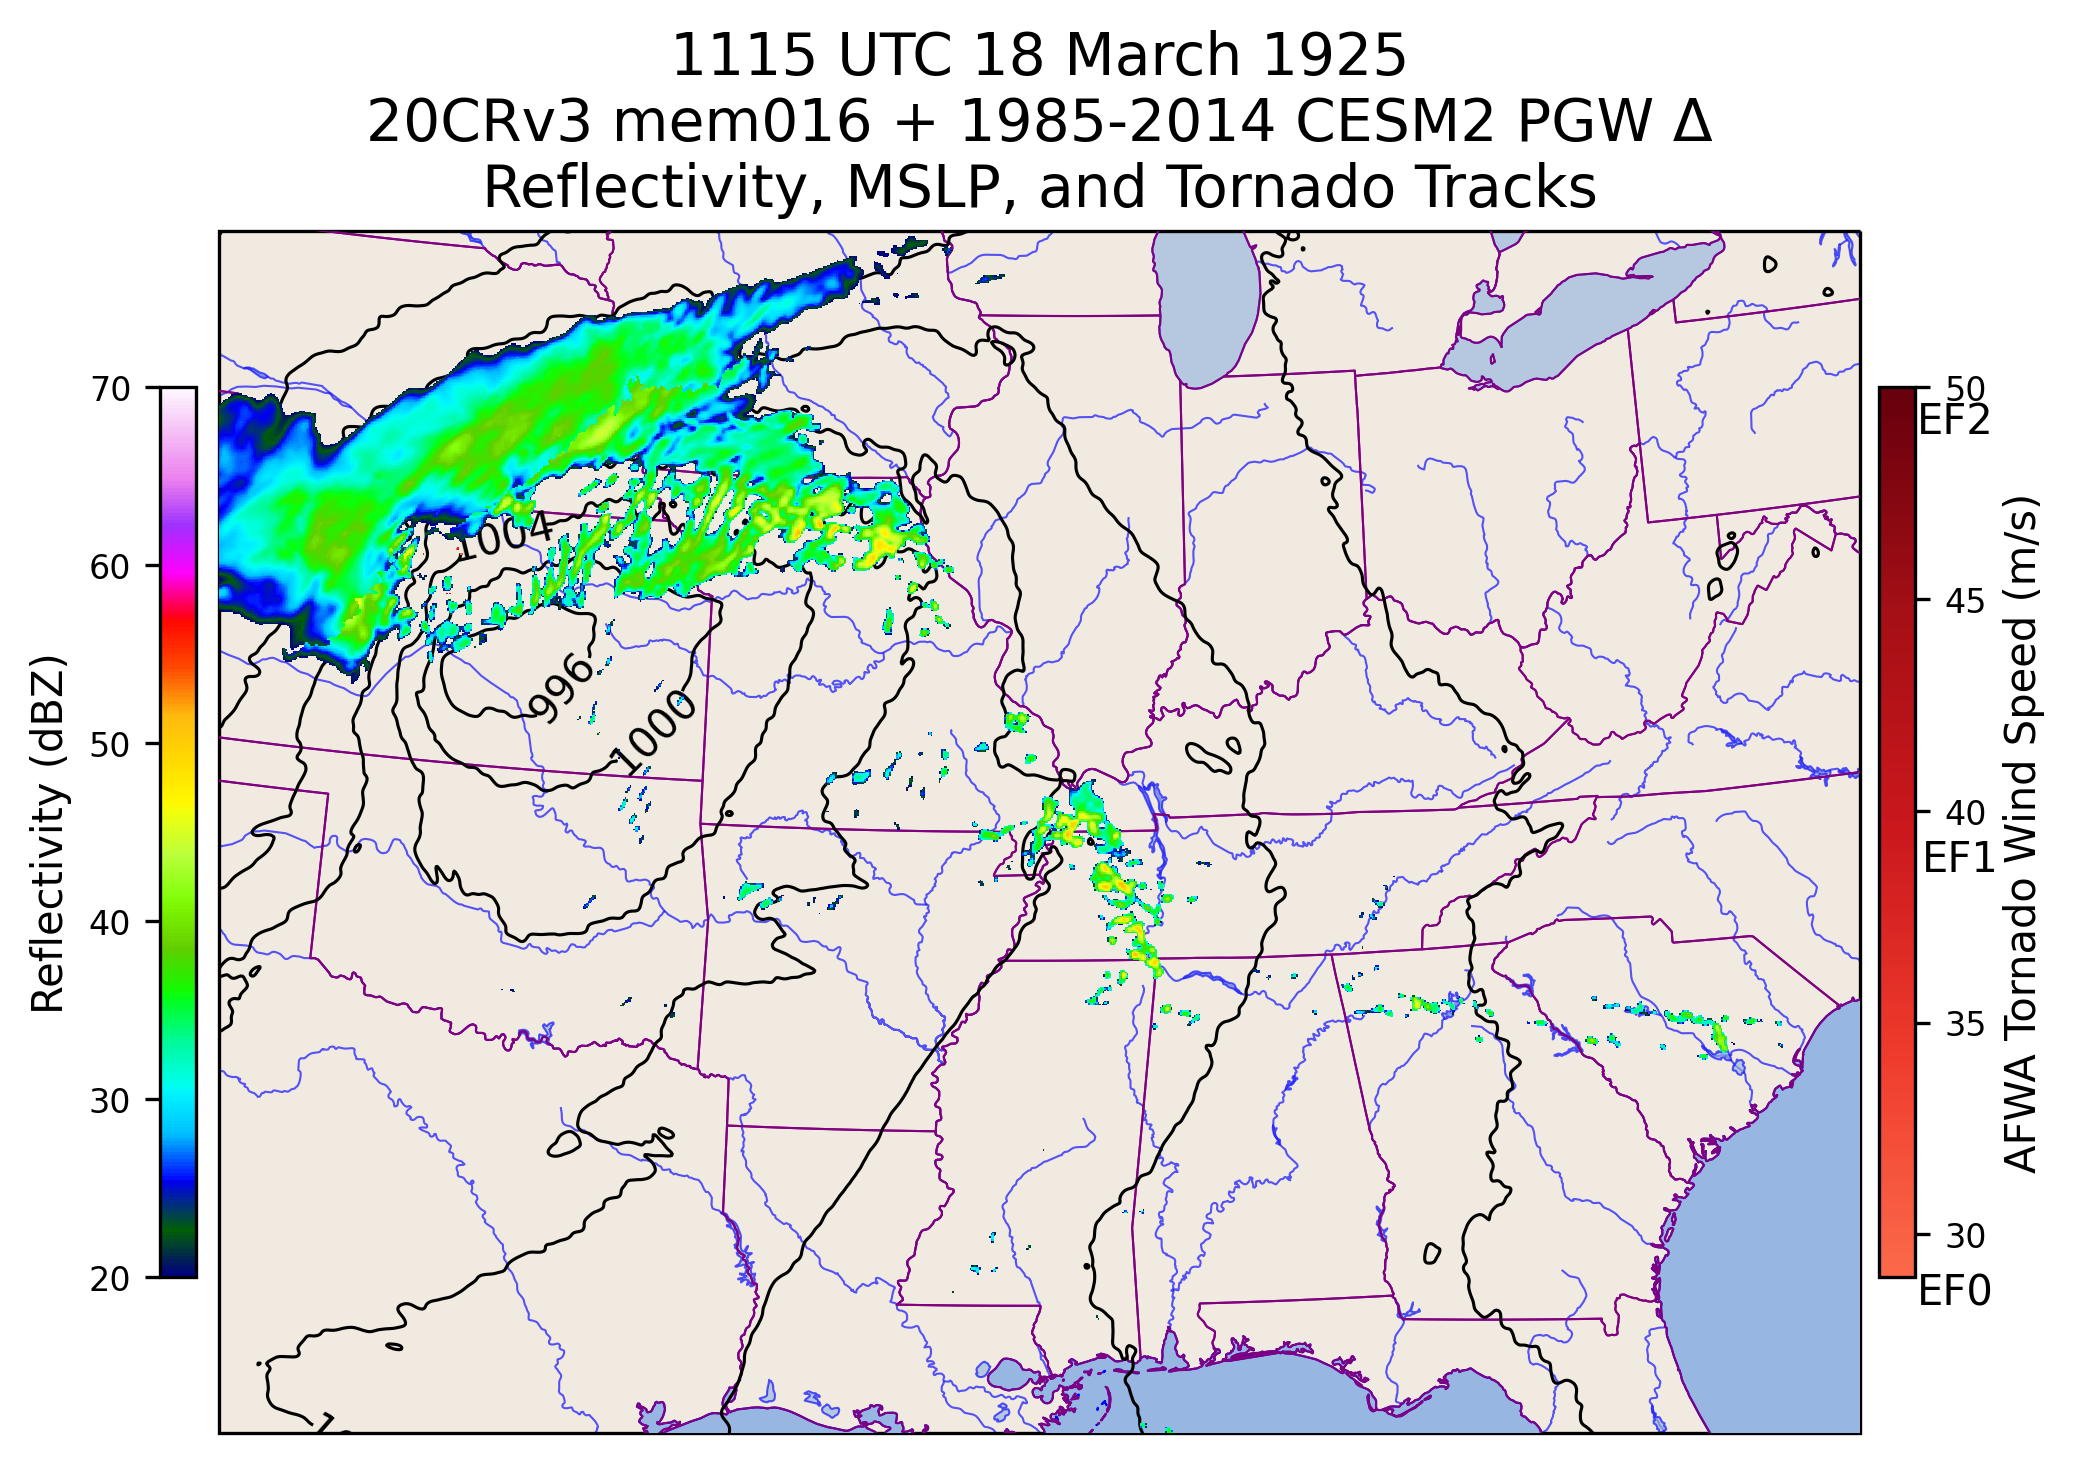 1115 UTC 18 March 1925
20CRv3 mem016 + 1985-2014 CESM2 PGW Δ
Reflectivity, MSLP, and Tornado Tracks
70
60
50
40
30
20
Reflectivity (dBZ)
1004
996
1000
50
EF2
45
40
EF1
35
30
EF0
AFWA Tornado Wind Speed (m/s)